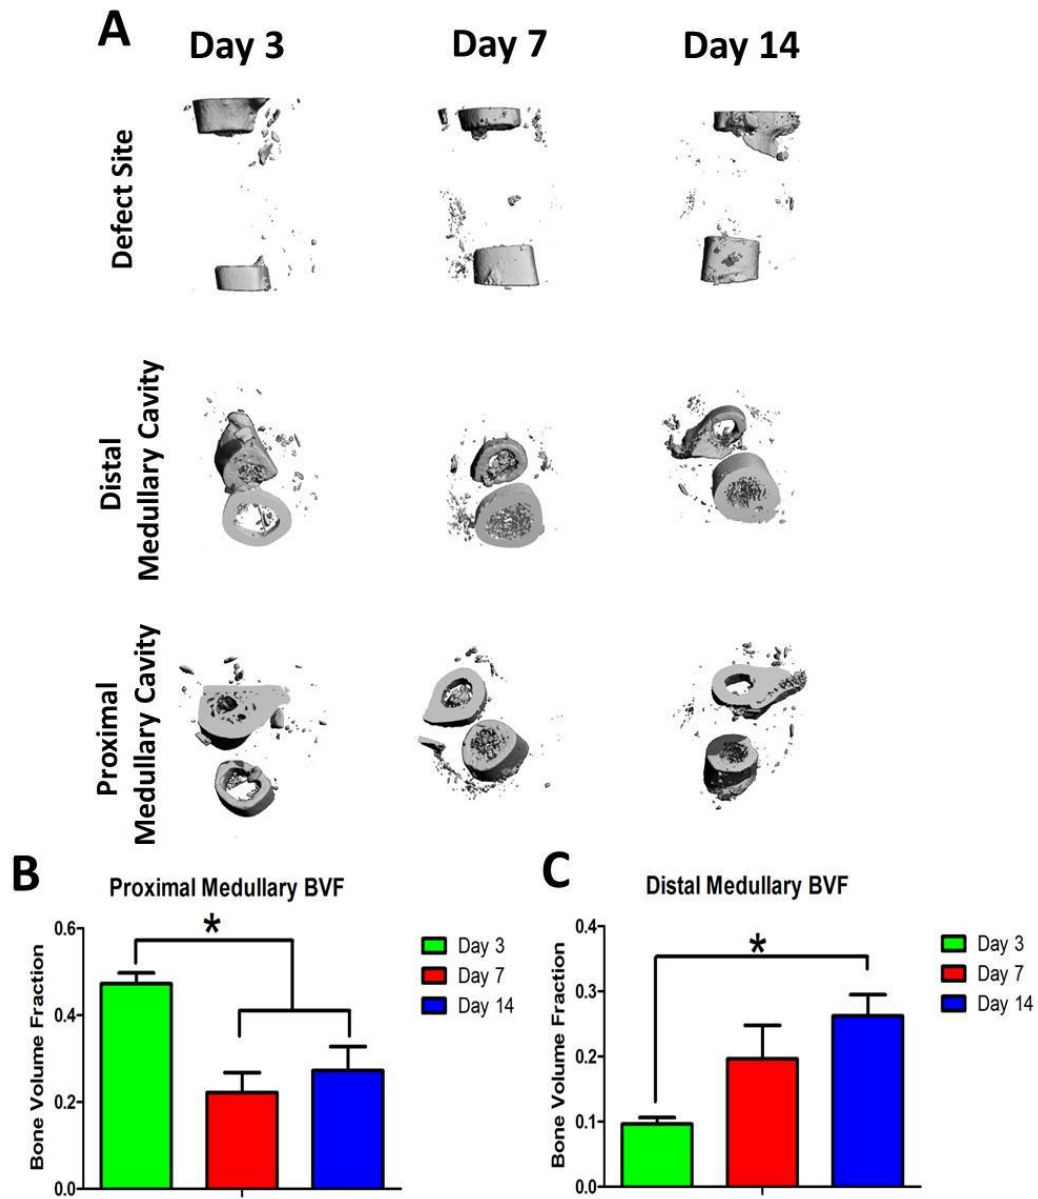 A
Day 3
Day 7
Day 14
Defect Site
Distal
Medullary Cavity
Proximal
Medullary Cavity
B
Proximal Medullary BVF
Bone Volume Fraction
0.6
0.4
0.2
0.0
*
Day 3
Day 7
Day 14
C
Distal Medullary BVF
Bone Volume Fraction
0.4
0.3
0.2
0.1
0.0
*
Day 3
Day 7
Day 14